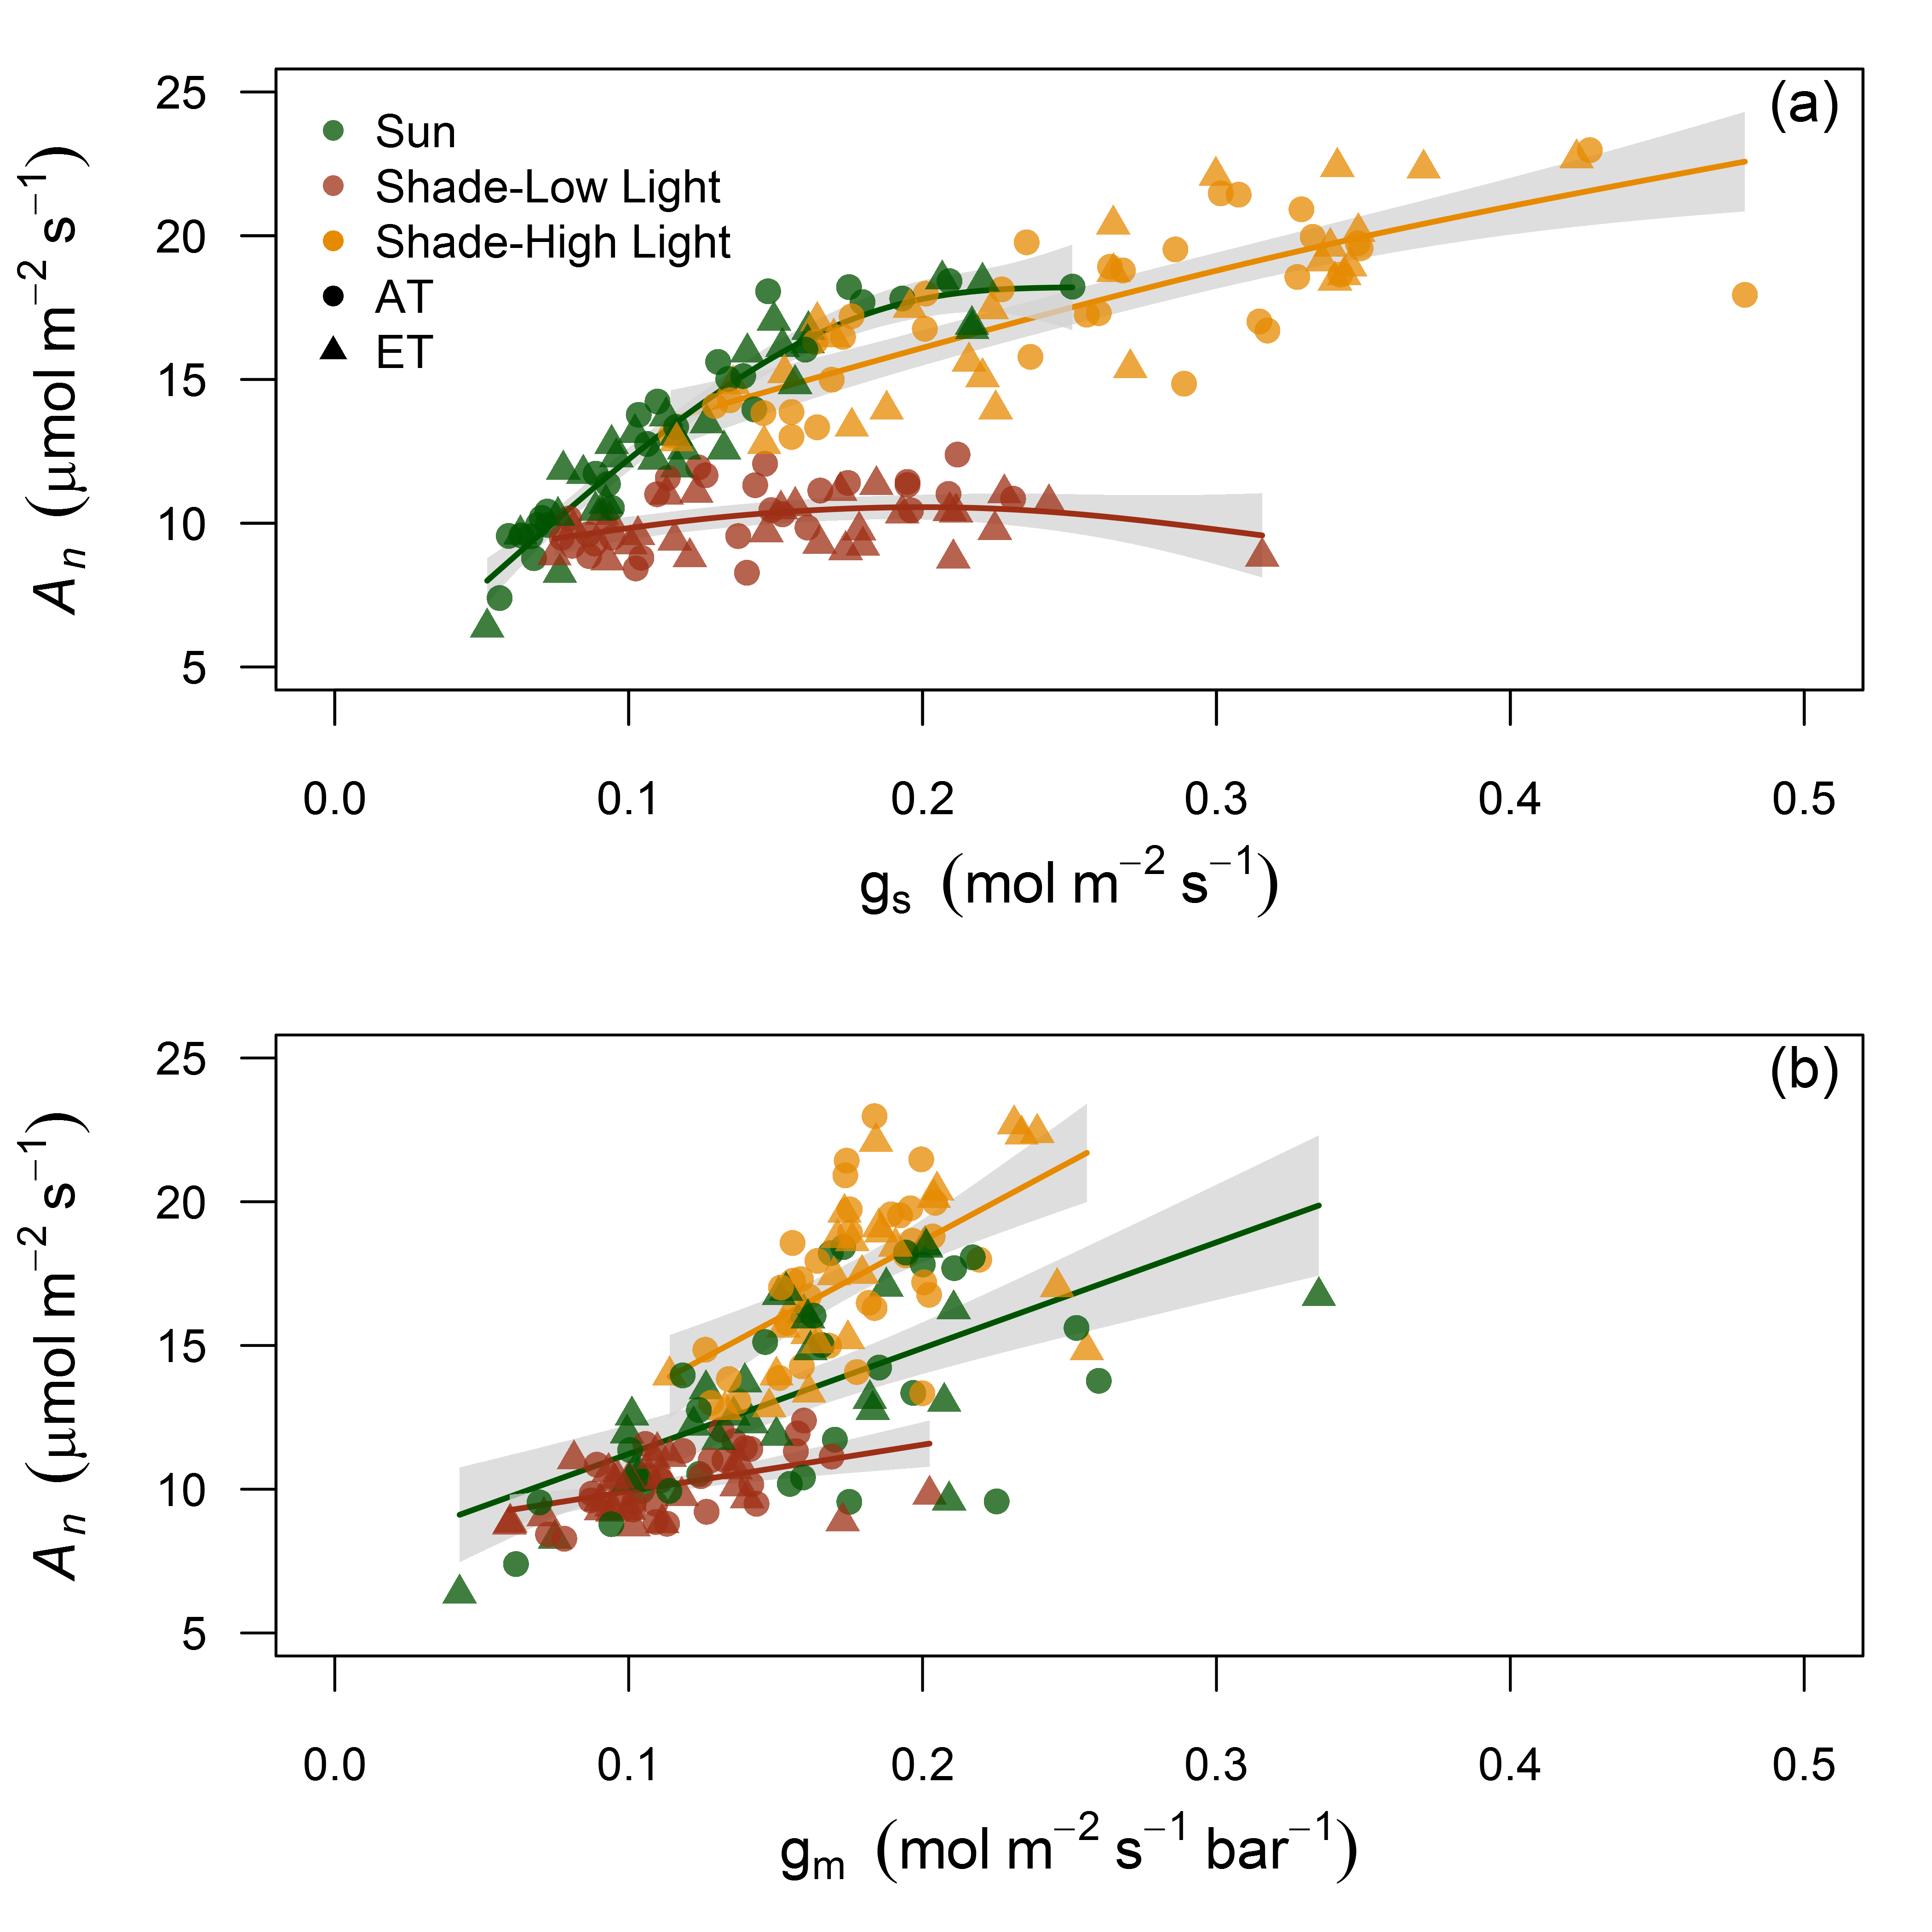 (a)
25
20
15
10
5
Aₙ (μmol m⁻² s⁻¹)
Sun
Shade-Low Light
Shade-High Light
AT
ET
0.0 0.1 0.2 0.3 0.4 0.5
gₛ (mol m⁻² s⁻¹)
(b)
25
20
15
10
5
Aₙ (μmol m⁻² s⁻¹)
0.0 0.1 0.2 0.3 0.4 0.5
gₘ (mol m⁻² s⁻¹ bar⁻¹)